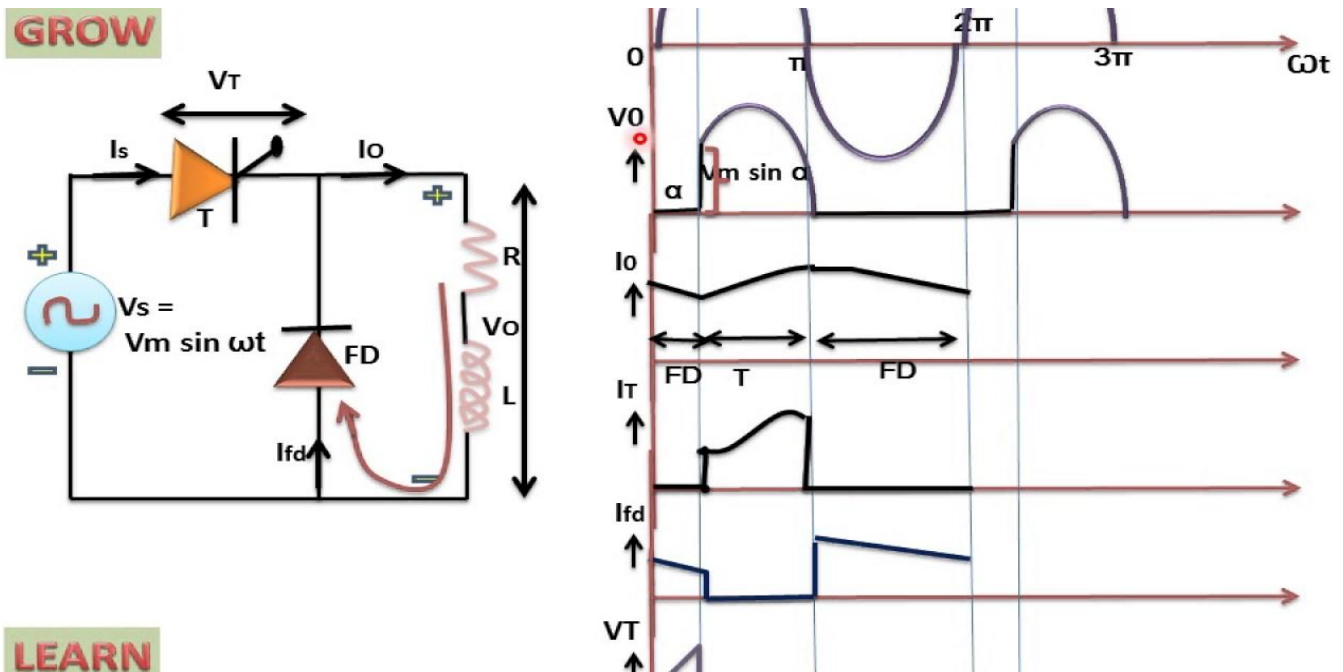 GROW
VT
Is
T
IO
R
Vs =
Vm sin ωt
VO
FD
L
Ifd
LEARN
2π
0
π
3π
ωt
V0
α
Vm sin α
I0
FD
T
FD
IT
Ifd
VT